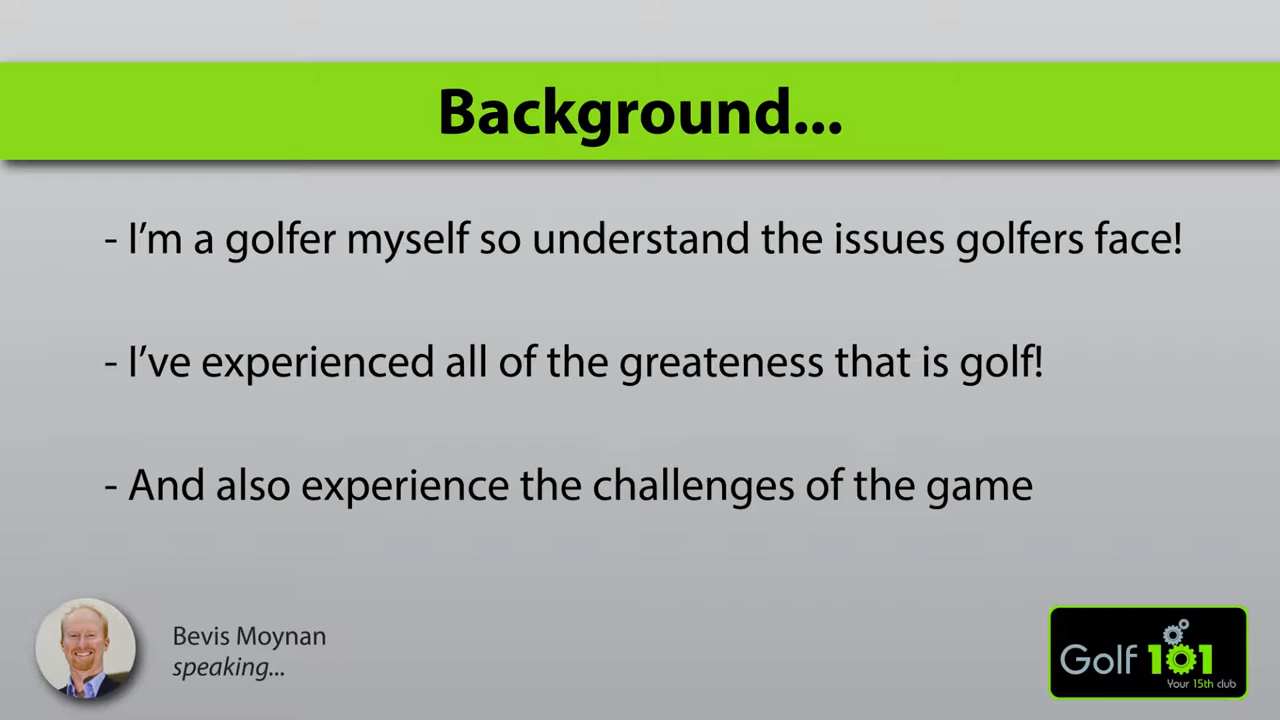 Background...
- I'm a golfer myself so understand the issues golfers face!
- I've experienced all of the greateness that is golf!
- And also experience the challenges of the game
Bevis Moynan
speaking...
Golf 101
Your 15th club